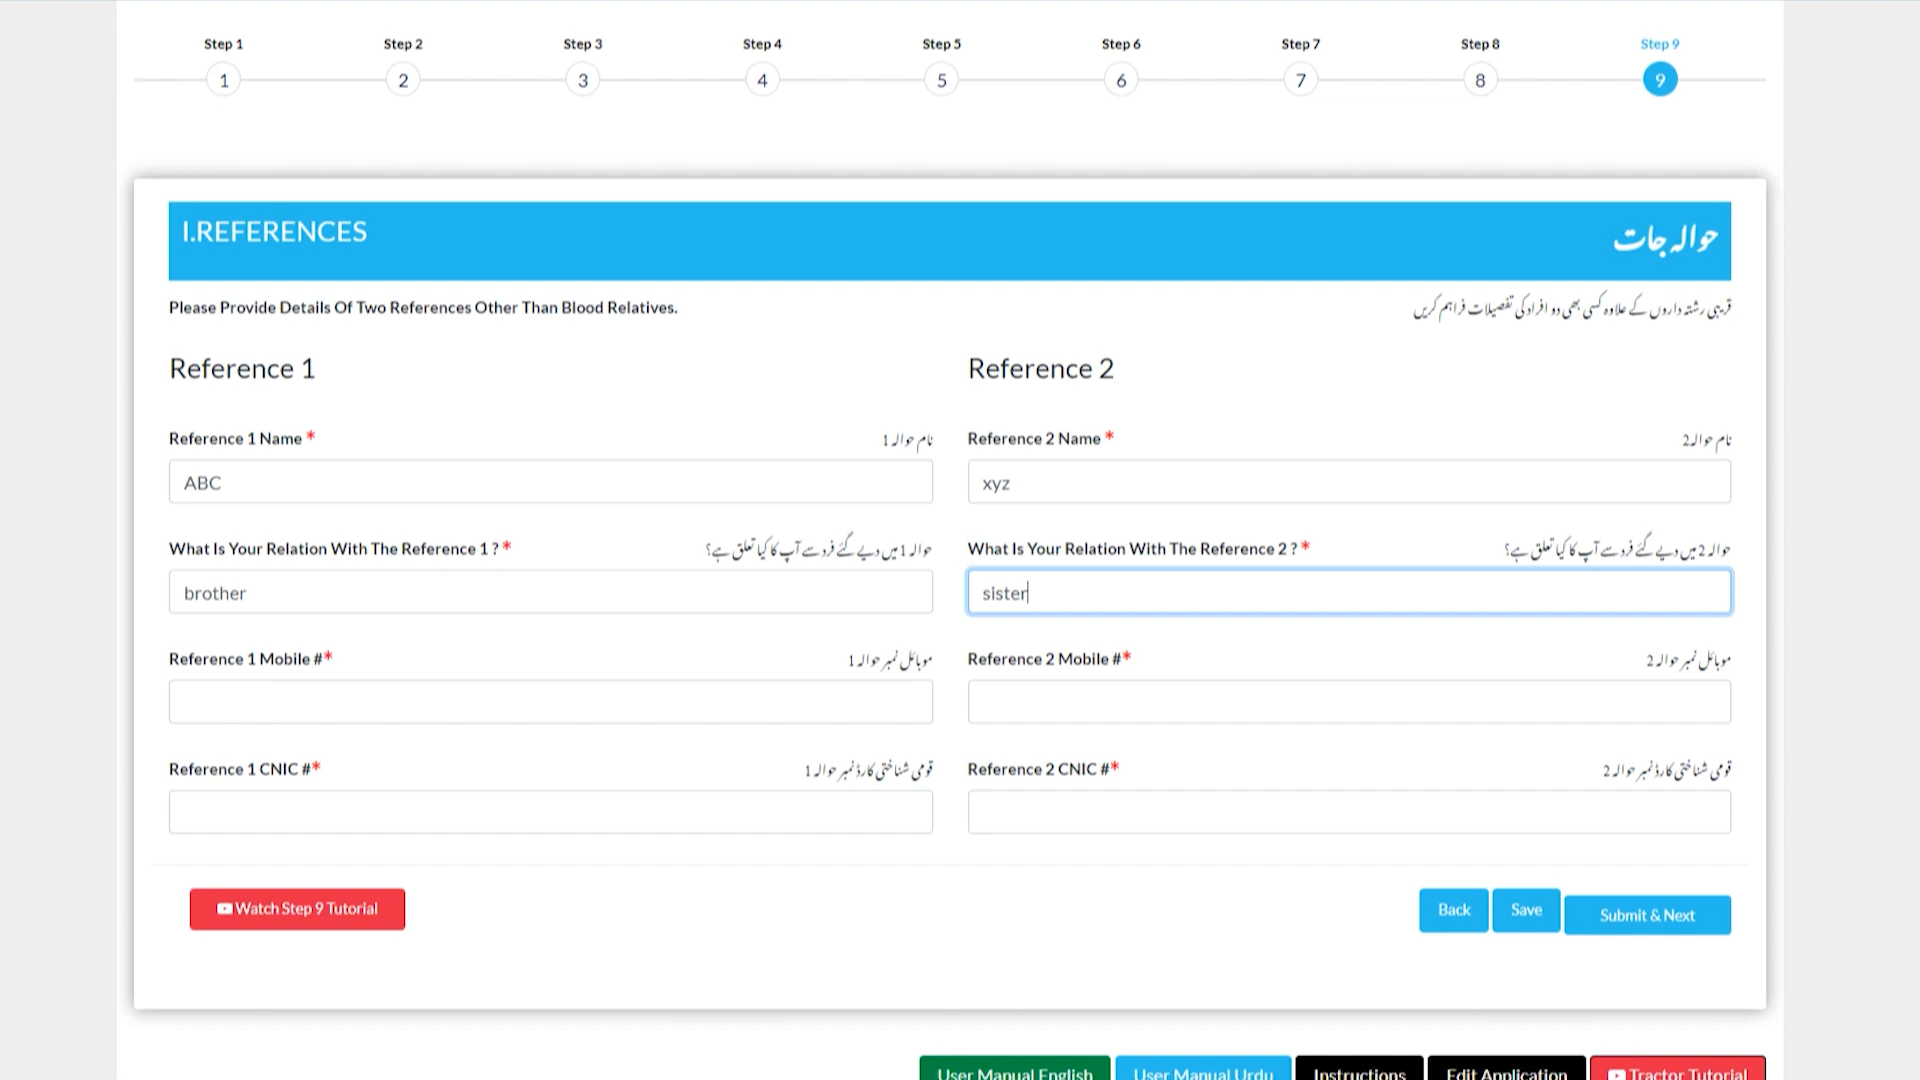 Step 1 Step 2 Step 3 Step 4 Step 5 Step 6 Step 7 Step 8 Step 9
1 2 3 4 5 6 7 8 9
I.REFERENCES حوالہ جات
Please Provide Details Of Two References Other Than Blood Relatives. قریبی رشتہ داروں کے علاوہ کسی بھی دو افراد کی تفصیلات فراہم کریں
Reference 1 Reference 2
Reference 1 Name * نام حوالہ 1 Reference 2 Name * نام حوالہ 2
ABC xyz
What Is Your Relation With The Reference 1 ? * حوالہ 1 میں دیے گئے فرد سے آپ کا کیا تعلق ہے؟ What Is Your Relation With The Reference 2 ? * حوالہ 2 میں دیے گئے فرد سے آپ کا کیا تعلق ہے؟
brother sister
Reference 1 Mobile #* موبائل نمبر حوالہ 1 Reference 2 Mobile #* موبائل نمبر حوالہ 2
Reference 1 CNIC #* قومی شناختی کارڈ نمبر حوالہ 1 Reference 2 CNIC #* قومی شناختی کارڈ نمبر حوالہ 2
Watch Step 9 Tutorial Back Save Submit & Next
User Manual English User Manual Urdu Instructions Edit Application Tractor Tutorial